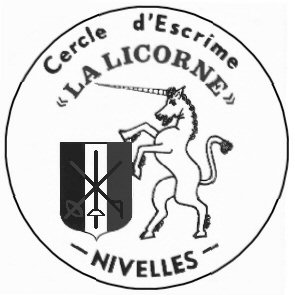 Cercle d'Escrime
«LA LICORNE»
– NIVELLES –